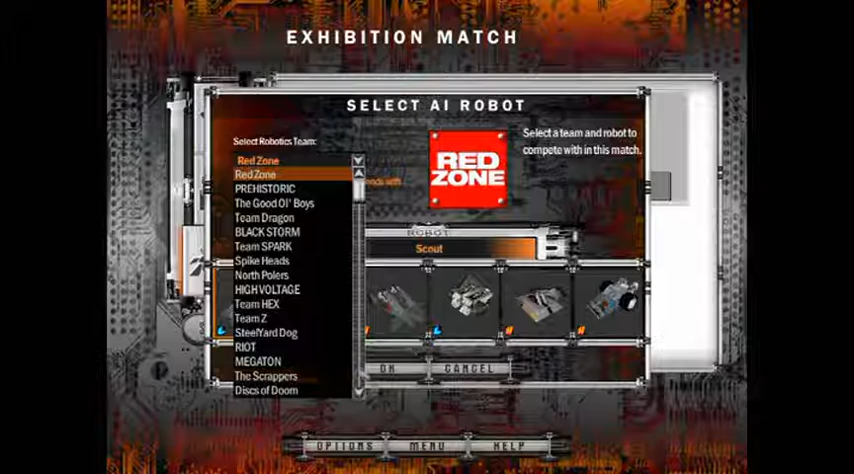 EXHIBITION MATCH
SELECT AI ROBOT
Select Robotics Team:
Select a team and robot to
compete with in this match.
RED
ZONE
Red Zone
Red Zone
PREHISTORIC
The Good Ol' Boys
Team Dragon
BLACK STORM
Team SPARK
Spike Heads
North Polers
HIGH VOLTAGE
Team HEX
Team Z
SteelYard Dog
RIOT
MEGATON
The Scrappers
Discs of Doom
with
ROBOT
Scout
OK
CANCEL
OPTIONS
MENU
HELP